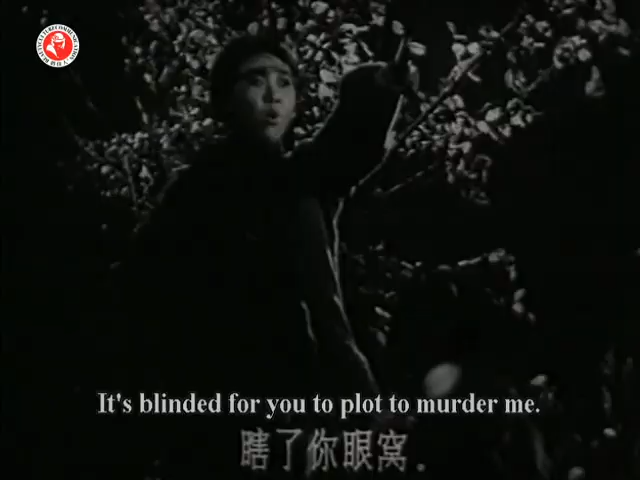 It's blinded for you to plot to murder me.
瞎了你眼窝.